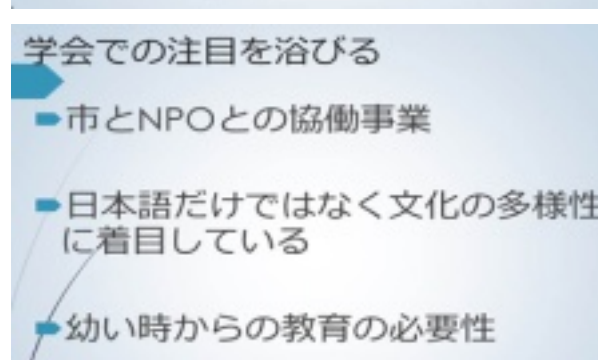 学会での注目を浴びる
市とNPOとの協働事業
日本語だけではなく文化の多様性
に着目している
幼い時からの教育の必要性